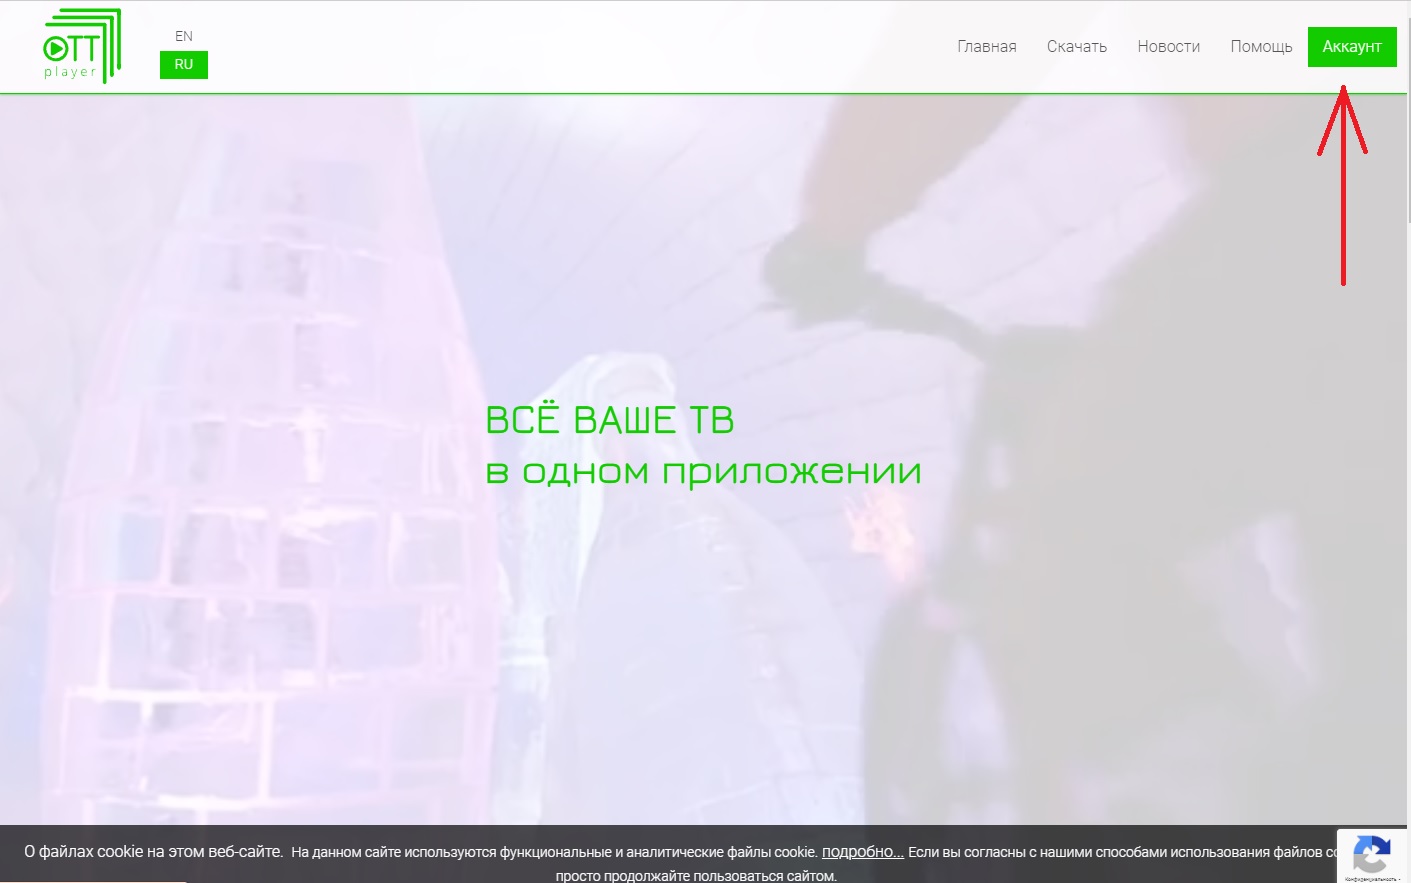 OTT
player
EN
RU
Главная Скачать Новости Помощь Аккаунт
ВСЁ ВАШЕ ТВ
в одном приложении
О файлах cookie на этом веб-сайте. На данном сайте используются функциональные и аналитические файлы cookie. подробно... Если вы согласны с нашими способами использования файлов
просто продолжайте пользоваться сайтом.
Конфиденциальность -